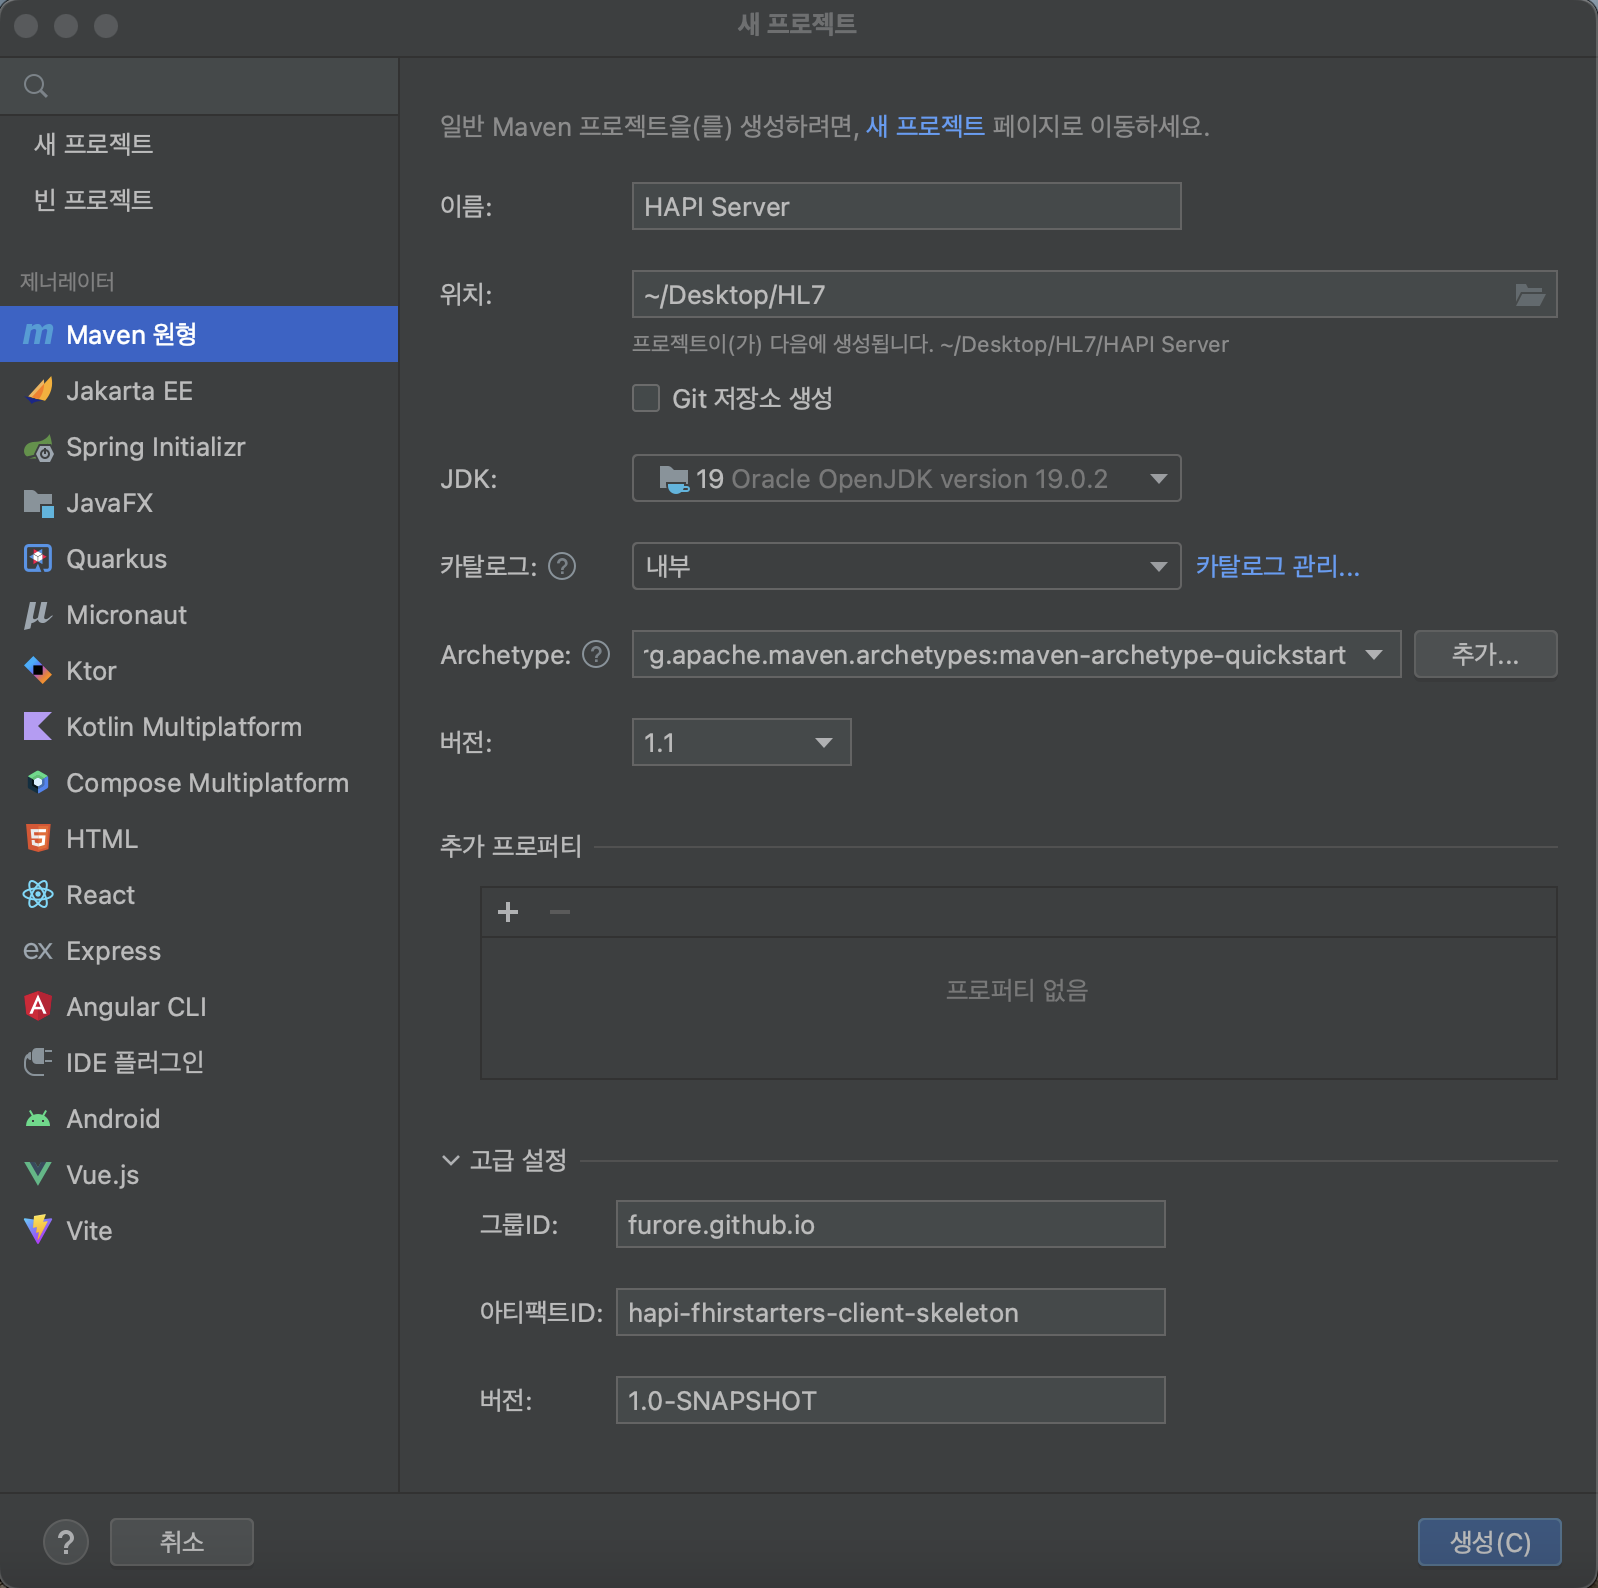 새 프로젝트
새 프로젝트
빈 프로젝트
제너레이터
Maven 원형
Jakarta EE
Spring Initializr
JavaFX
Quarkus
Micronaut
Ktor
Kotlin Multiplatform
Compose Multiplatform
HTML
React
Express
Angular CLI
IDE 플러그인
Android
Vue.js
Vite
일반 Maven 프로젝트을(를) 생성하려면, 새 프로젝트 페이지로 이동하세요.
이름: HAPI Server
위치: ~/Desktop/HL7
프로젝트이(가) 다음에 생성됩니다. ~/Desktop/HL7/HAPI Server
Git 저장소 생성
JDK: 19 Oracle OpenJDK version 19.0.2
카탈로그: ? 내부 카탈로그 관리...
Archetype: ? rg.apache.maven.archetypes:maven-archetype-quickstart 추가...
버전: 1.1
추가 프로퍼티
프로퍼티 없음
고급 설정
그룹ID: furore.github.io
아티팩트ID: hapi-fhirstarters-client-skeleton
버전: 1.0-SNAPSHOT
? 취소 생성(C)